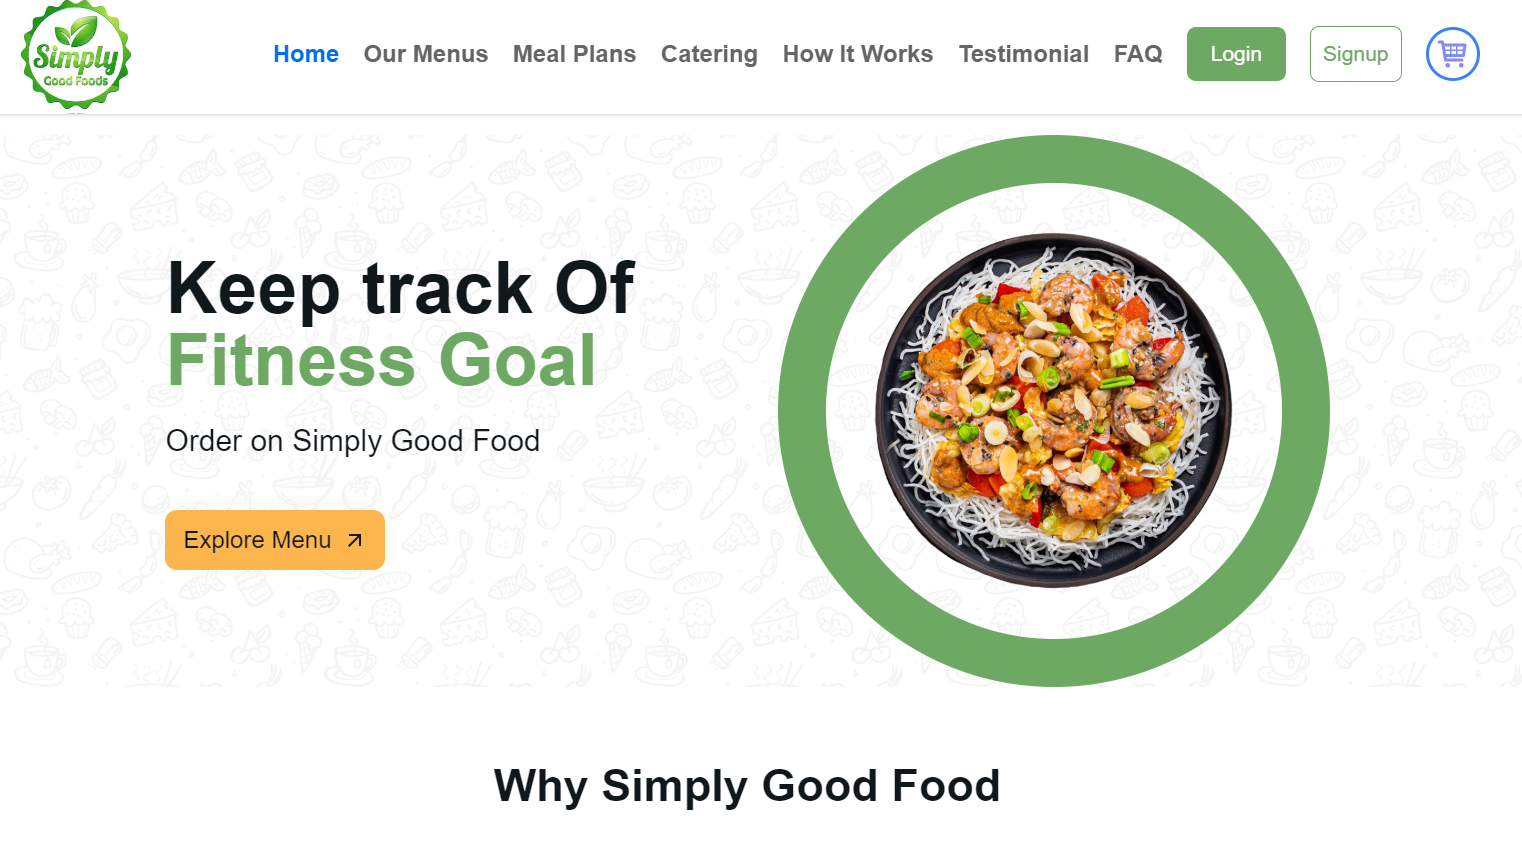 Simply
Good Foods
Home
Our Menus
Meal Plans
Catering
How It Works
Testimonial
FAQ
Login
Signup
Keep track Of
Fitness Goal
Order on Simply Good Food
Explore Menu
Why Simply Good Food